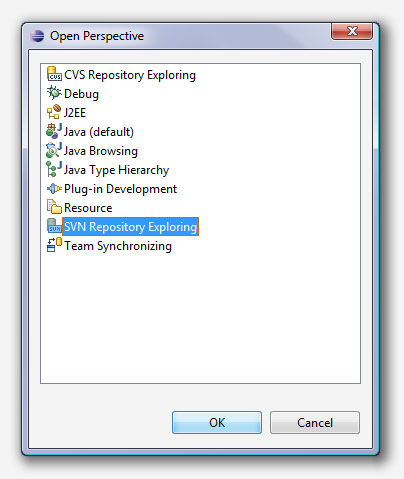 Open Perspective
CVS Repository Exploring
Debug
J2EE
Java (default)
Java Browsing
Java Type Hierarchy
Plug-in Development
Resource
SVN Repository Exploring
Team Synchronizing
OK Cancel